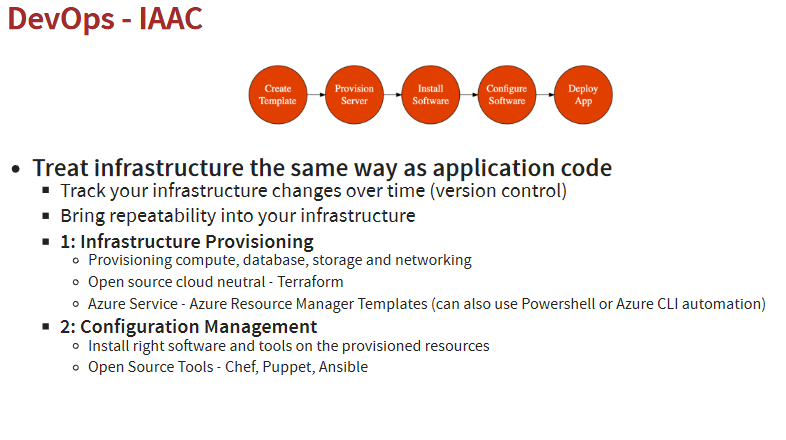 DevOps - IAAC
Create
Template
Provision
Server
Install
Software
Configure
Software
Deploy
App
Treat infrastructure the same way as application code
Track your infrastructure changes over time (version control)
Bring repeatability into your infrastructure
1: Infrastructure Provisioning
Provisioning compute, database, storage and networking
Open source cloud neutral - Terraform
Azure Service - Azure Resource Manager Templates (can also use Powershell or Azure CLI automation)
2: Configuration Management
Install right software and tools on the provisioned resources
Open Source Tools - Chef, Puppet, Ansible